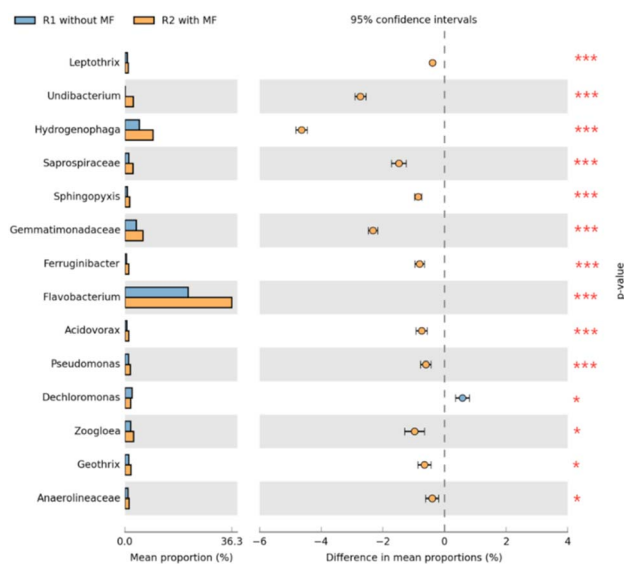 R1 without MF R2 with MF 95% confidence intervals
Leptothrix ***
Undibacterium ***
Hydrogenophaga ***
Saprospiraceae ***
Sphingopyxis ***
Gemmatimonadaceae ***
Ferruginibacter ***
Flavobacterium ***
Acidovorax ***
Pseudomonas ***
Dechloromonas *
Zoogloea *
Geothrix *
Anaerolineaceae *
p-value
0.0 36.3 −6 −4 −2 0 2 4
Mean proportion (%) Difference in mean proportions (%)